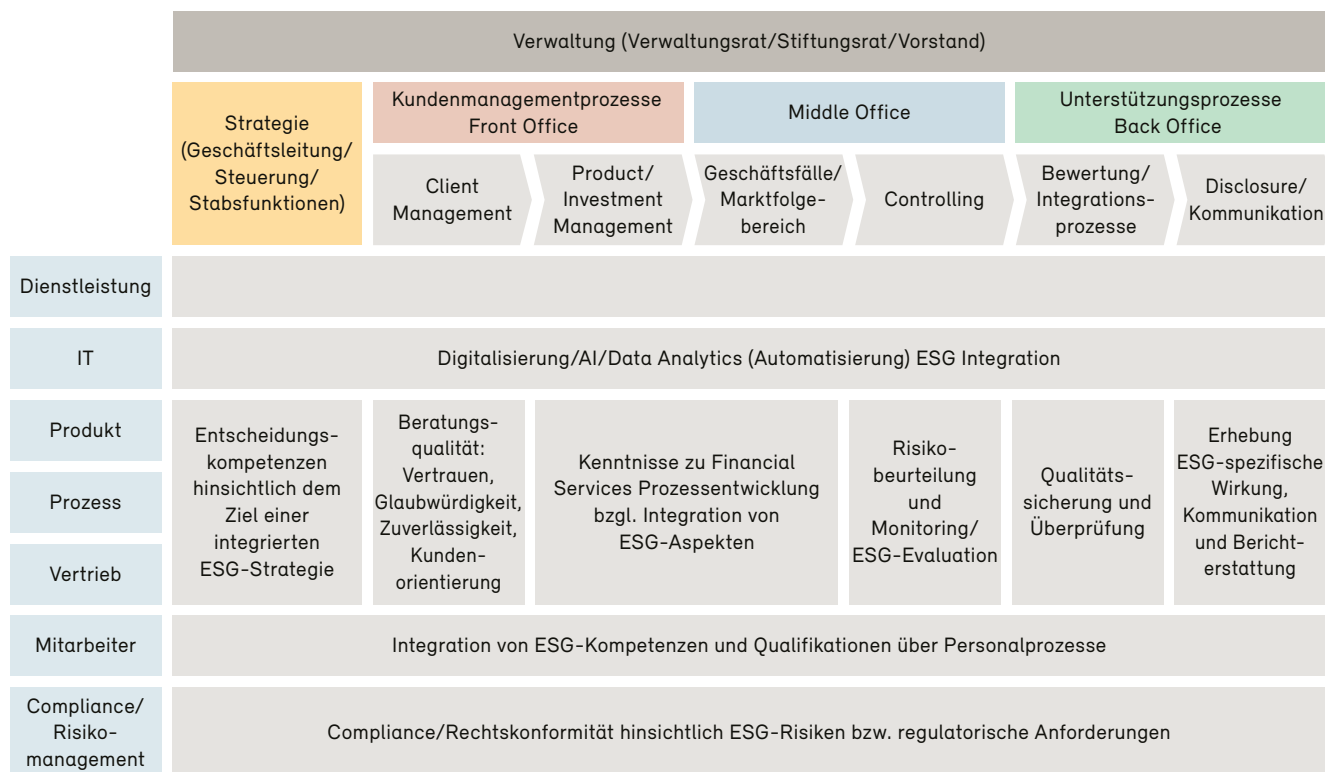 Verwaltung (Verwaltungsrat/Stiftungsrat/Vorstand)
Strategie
(Geschäftsleitung/
Steuerung/
Stabsfunktionen)
Kundenmanagementprozesse
Front Office
Middle Office
Unterstützungsprozesse
Back Office
Client
Management
Product/
Investment
Management
Geschäftsfälle/
Marktfolge-
bereich
Controlling
Bewertung/
Integrations-
prozesse
Disclosure/
Kommunikation
Dienstleistung
IT
Digitalisierung/AI/Data Analytics (Automatisierung) ESG Integration
Produkt
Prozess
Vertrieb
Entscheidungs-
kompetenzen
hinsichtlich dem
Ziel einer
integrierten
ESG-Strategie
Beratungs-
qualität:
Vertrauen,
Glaubwürdigkeit,
Zuverlässigkeit,
Kunden-
orientierung
Kenntnisse zu Financial
Services Prozessentwicklung
bzgl. Integration von
ESG-Aspekten
Risiko-
beurteilung
und
Monitoring/
ESG-Evaluation
Qualitäts-
sicherung und
Überprüfung
Erhebung
ESG-spezifische
Wirkung,
Kommunikation
und Bericht-
erstattung
Mitarbeiter
Integration von ESG-Kompetenzen und Qualifikationen über Personalprozesse
Compliance/
Risiko-
management
Compliance/Rechtskonformität hinsichtlich ESG-Risiken bzw. regulatorische Anforderungen